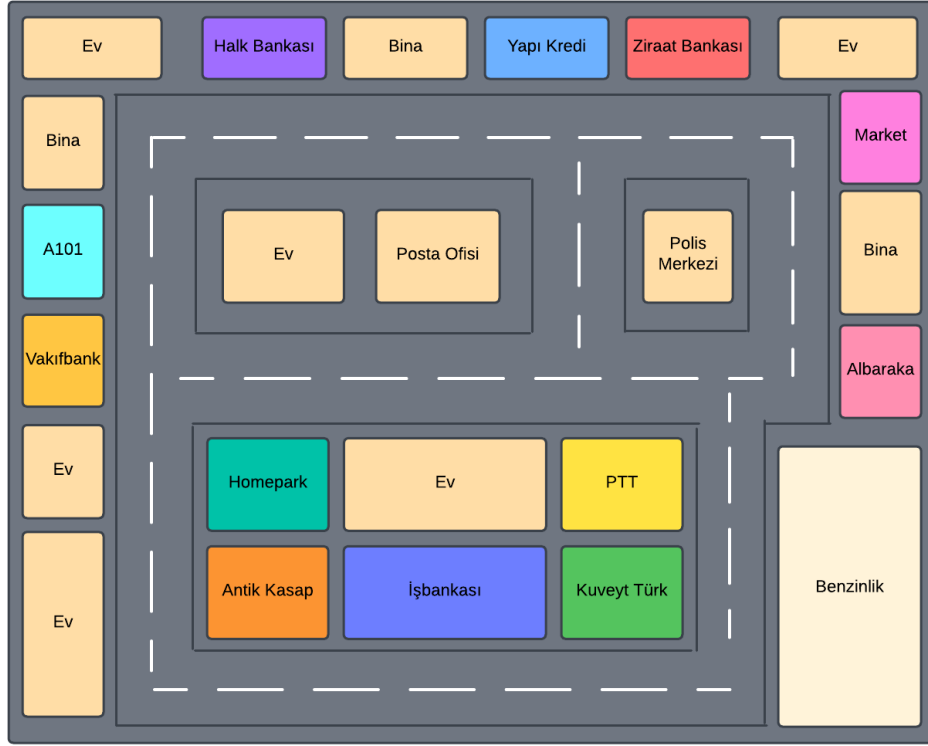 Ev
Halk Bankası
Bina
Yapı Kredi
Ziraat Bankası
Ev
Bina
Market
A101
Ev
Posta Ofisi
Polis
Merkezi
Bina
Vakıfbank
Albaraka
Ev
Homepark
Ev
PTT
Antik Kasap
İşbankası
Kuveyt Türk
Benzinlik
Ev